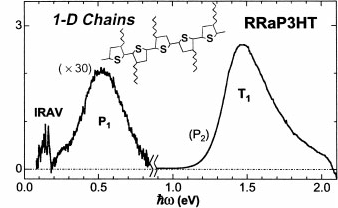 1-D Chains
RRaP3HT
S S S S S
3
(×30)
IRAV
P1
(P2)
T1
0
0.0 0.5 1.0 1.5 2.0
ħω (eV)